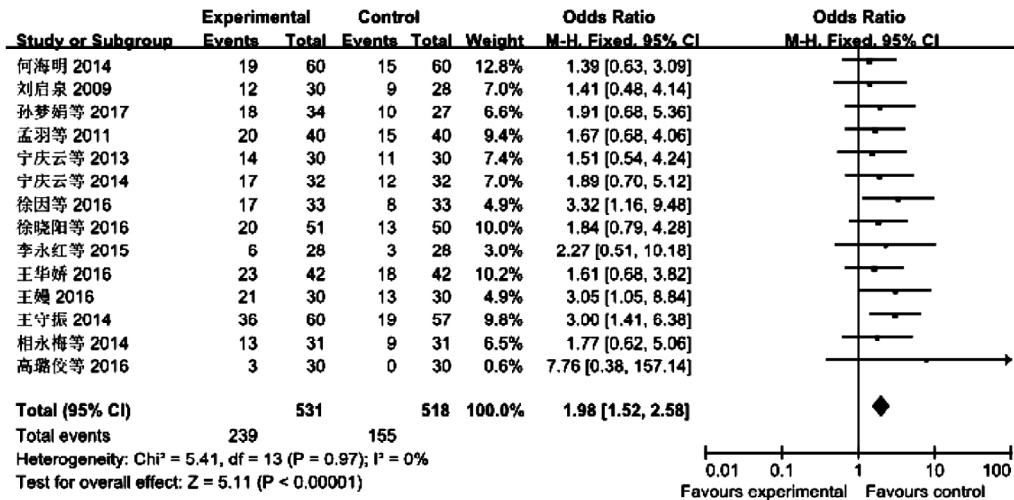 Experimental Control Odds Ratio Odds Ratio
Study or Subgroup Events Total Events Total Weight M-H. Fixed. 95% CI M-H. Fixed. 95% CI
何海明 2014 19 60 15 60 12.8% 1.39 [0.63, 3.09]
刘启泉 2009 12 30 9 28 7.0% 1.41 [0.48, 4.14]
孙梦娟等 2017 18 34 10 27 6.6% 1.91 [0.68, 5.36]
孟羽等 2011 20 40 15 40 9.4% 1.67 [0.68, 4.06]
宁庆云等 2013 14 30 11 30 7.4% 1.51 [0.54, 4.24]
宁庆云等 2014 17 32 12 32 7.0% 1.89 [0.70, 5.12]
徐因等 2016 17 33 8 33 4.9% 3.32 [1.16, 9.48]
徐晓阳等 2016 20 51 13 50 10.0% 1.84 [0.79, 4.28]
李永红等 2015 6 28 3 28 3.0% 2.27 [0.51, 10.18]
王华娇 2016 23 42 18 42 10.2% 1.61 [0.68, 3.82]
王嫚 2016 21 30 13 30 4.9% 3.05 [1.05, 8.84]
王守振 2014 36 60 19 57 9.8% 3.00 [1.41, 6.38]
相永梅等 2014 13 31 9 31 6.5% 1.77 [0.62, 5.06]
高璐佼等 2016 3 30 0 30 0.6% 7.76 [0.38, 157.14]
Total (95% CI) 531 518 100.0% 1.98 [1.52, 2.58]
Total events 239 155
Heterogeneity: Chi² = 5.41, df = 13 (P = 0.97); I² = 0%
Test for overall effect: Z = 5.11 (P < 0.00001)
0.01 0.1 1 10 100
Favours experimental Favours control